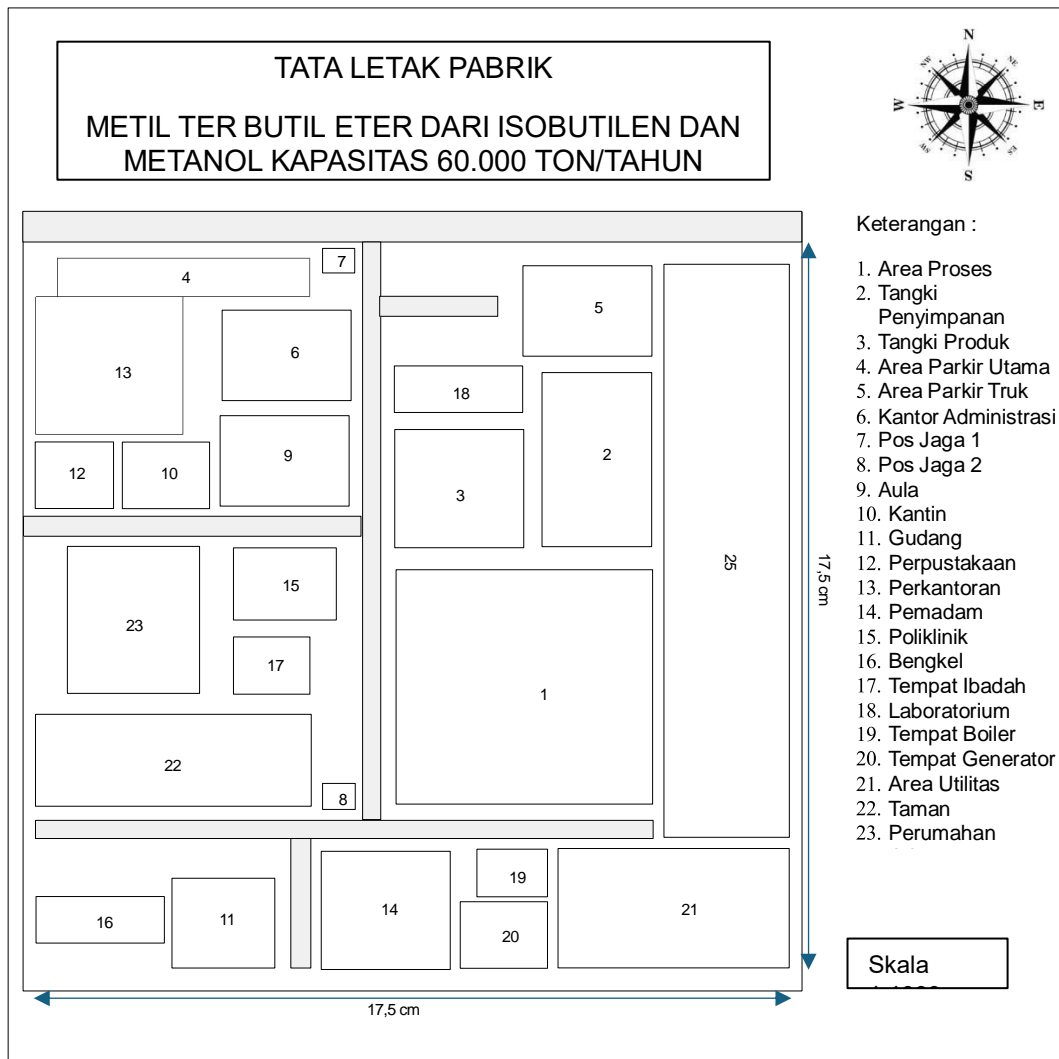 TATA LETAK PABRIK
METIL TER BUTIL ETER DARI ISOBUTILEN DAN
METANOL KAPASITAS 60.000 TON/TAHUN
N
NW
NE
W
E
SW
ES
S
Keterangan :
1. Area Proses
2. Tangki
Penyimpanan
3. Tangki Produk
4. Area Parkir Utama
5. Area Parkir Truk
6. Kantor Administrasi
7. Pos Jaga 1
8. Pos Jaga 2
9. Aula
10. Kantin
11. Gudang
12. Perpustakaan
13. Perkantoran
14. Pemadam
15. Poliklinik
16. Bengkel
17. Tempat Ibadah
18. Laboratorium
19. Tempat Boiler
20. Tempat Generator
21. Area Utilitas
22. Taman
23. Perumahan
7
4
5
6
13
18
9
2
12
10
3
25
17,5 cm
15
23
17
1
22
8
19
14
21
16
11
20
Skala
17,5 cm